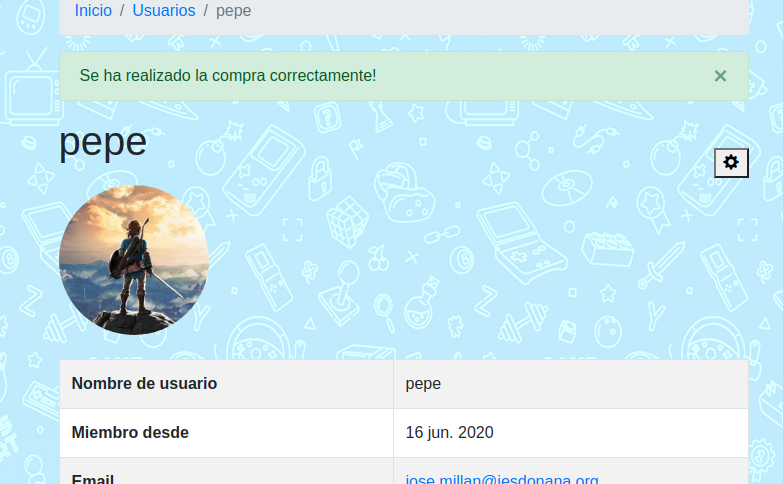 Inicio / Usuarios / pepe
Se ha realizado la compra correctamente! ×
pepe
Nombre de usuario pepe
Miembro desde 16 jun. 2020
Email jose.millan@iesdonana.org